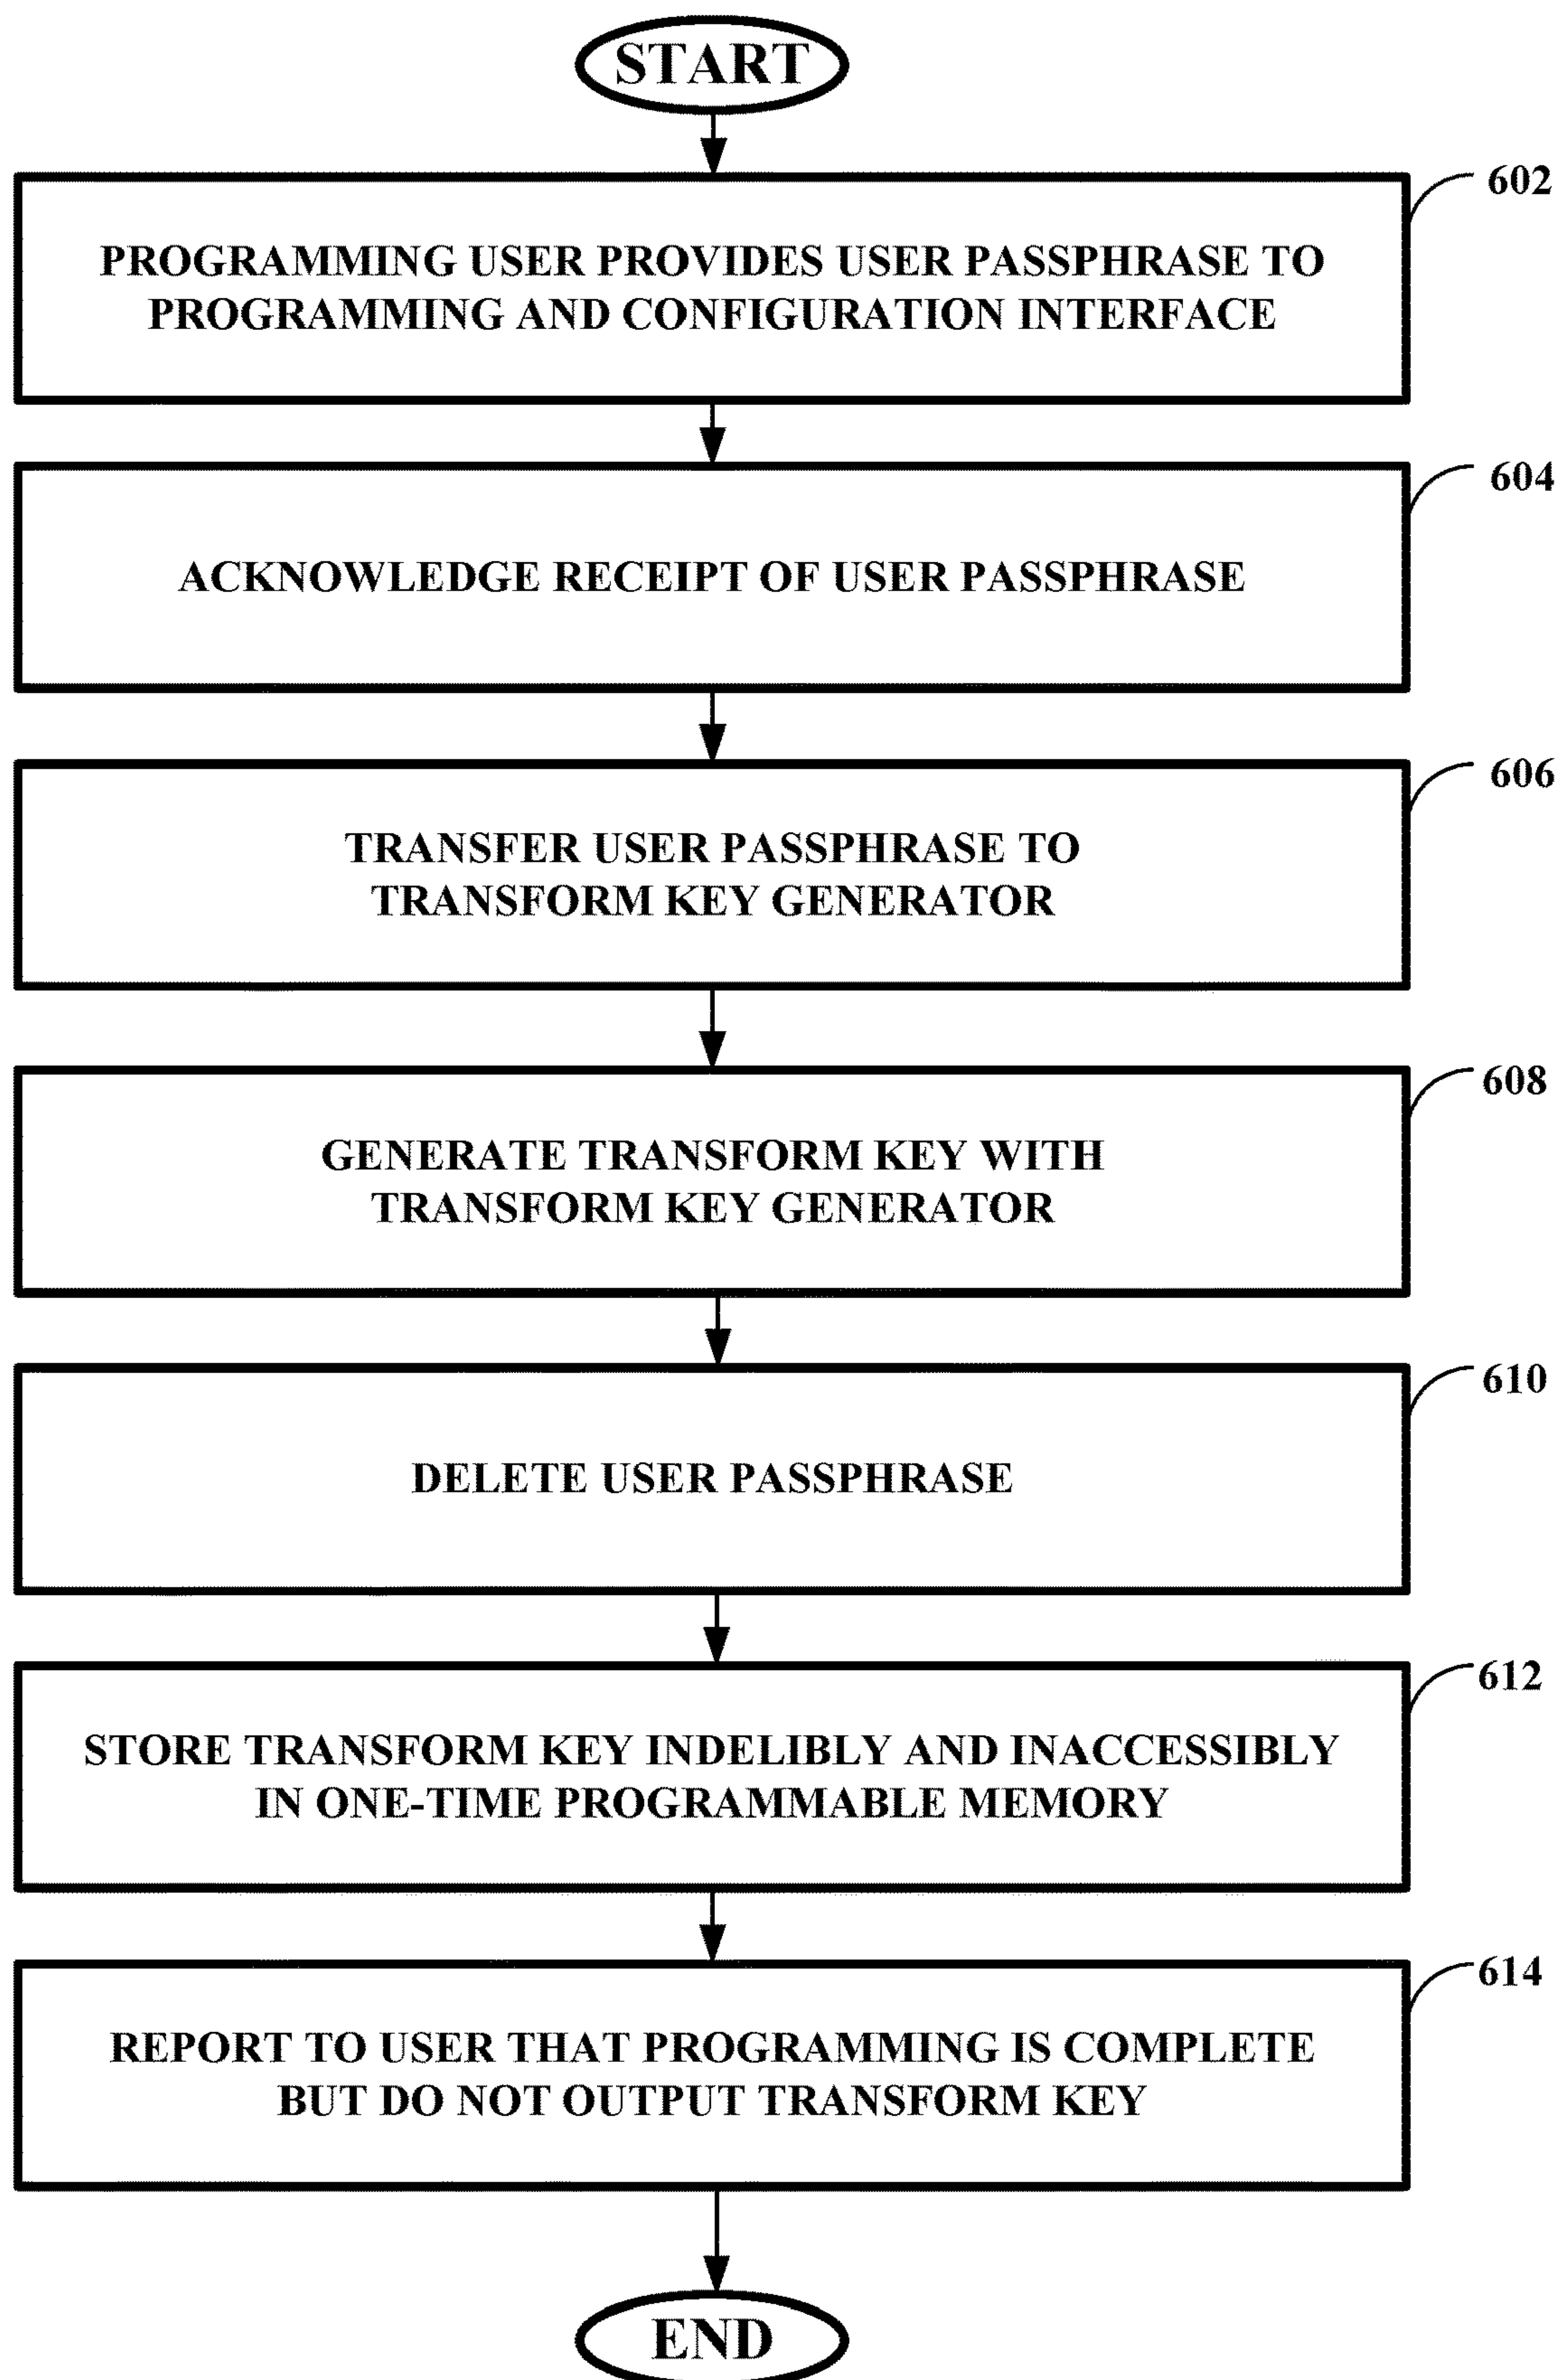 START
602
PROGRAMMING USER PROVIDES USER PASSPHRASE TO
PROGRAMMING AND CONFIGURATION INTERFACE
604
ACKNOWLEDGE RECEIPT OF USER PASSPHRASE
606
TRANSFER USER PASSPHRASE TO
TRANSFORM KEY GENERATOR
608
GENERATE TRANSFORM KEY WITH
TRANSFORM KEY GENERATOR
610
DELETE USER PASSPHRASE
612
STORE TRANSFORM KEY INDELIBLY AND INACCESSIBLY
IN ONE-TIME PROGRAMMABLE MEMORY
614
REPORT TO USER THAT PROGRAMMING IS COMPLETE
BUT DO NOT OUTPUT TRANSFORM KEY
END